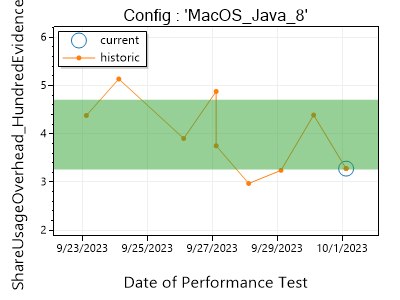 Config : 'MacOS_Java_8'
current
historic
ShareUsageOverhead_HundredEvidence
6
5
4
3
2
9/23/2023
9/25/2023
9/27/2023
9/29/2023
10/1/2023
Date of Performance Test